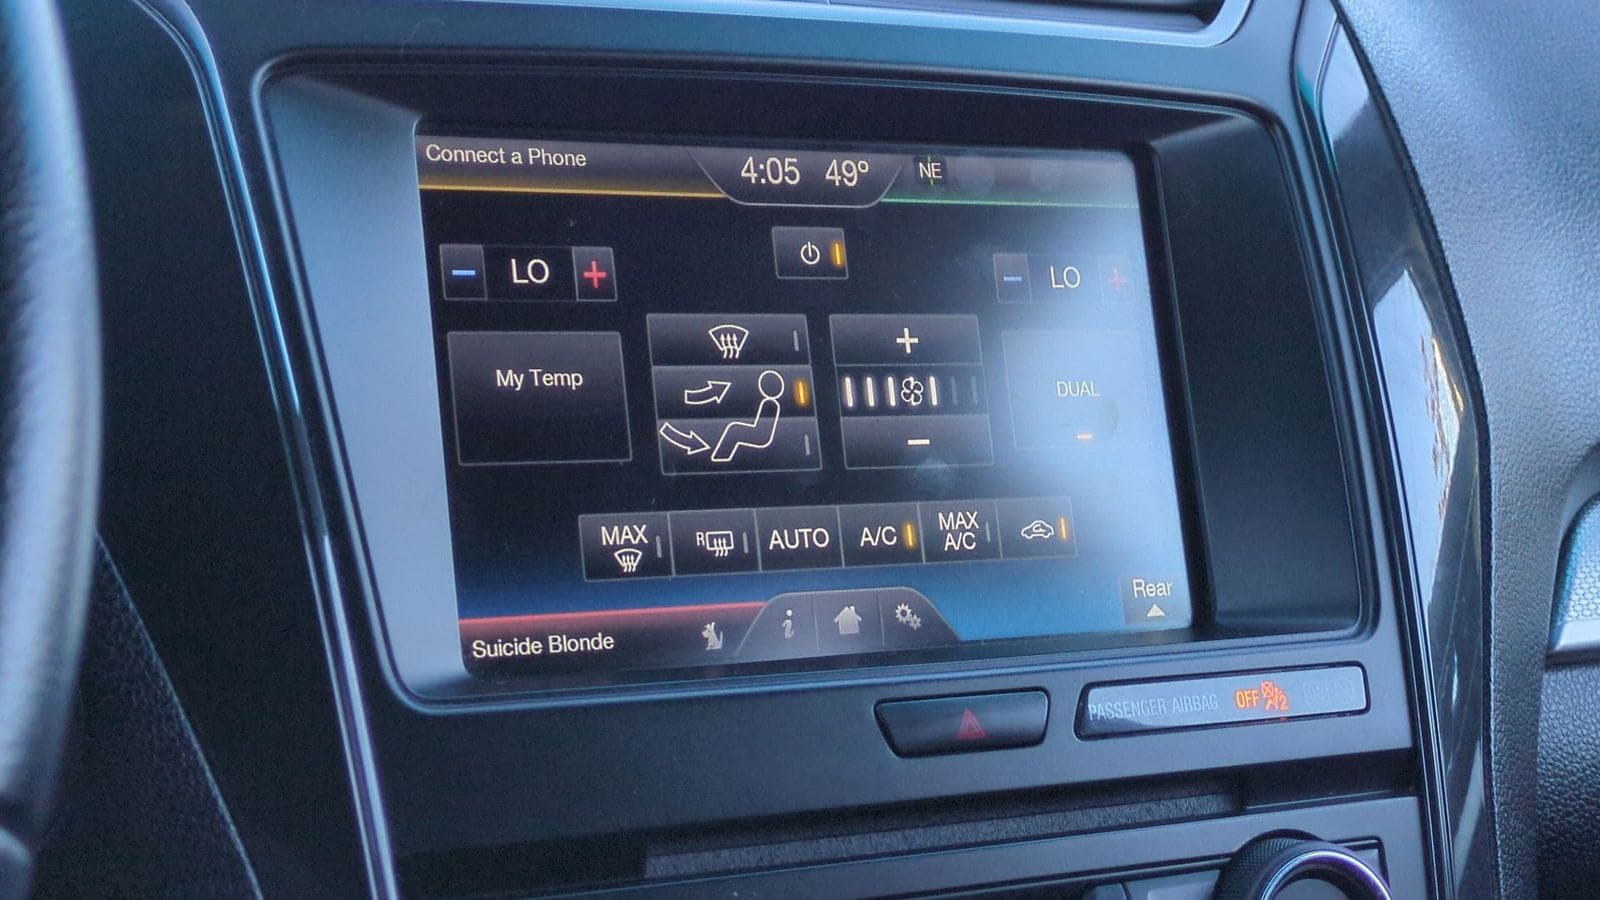 Connect a Phone
4:05 49° NE
LO
LO
My Temp
DUAL
MAX
R
AUTO
A/C
MAX
A/C
Rear
Suicide Blonde
i
PASSENGER AIRBAG OFF